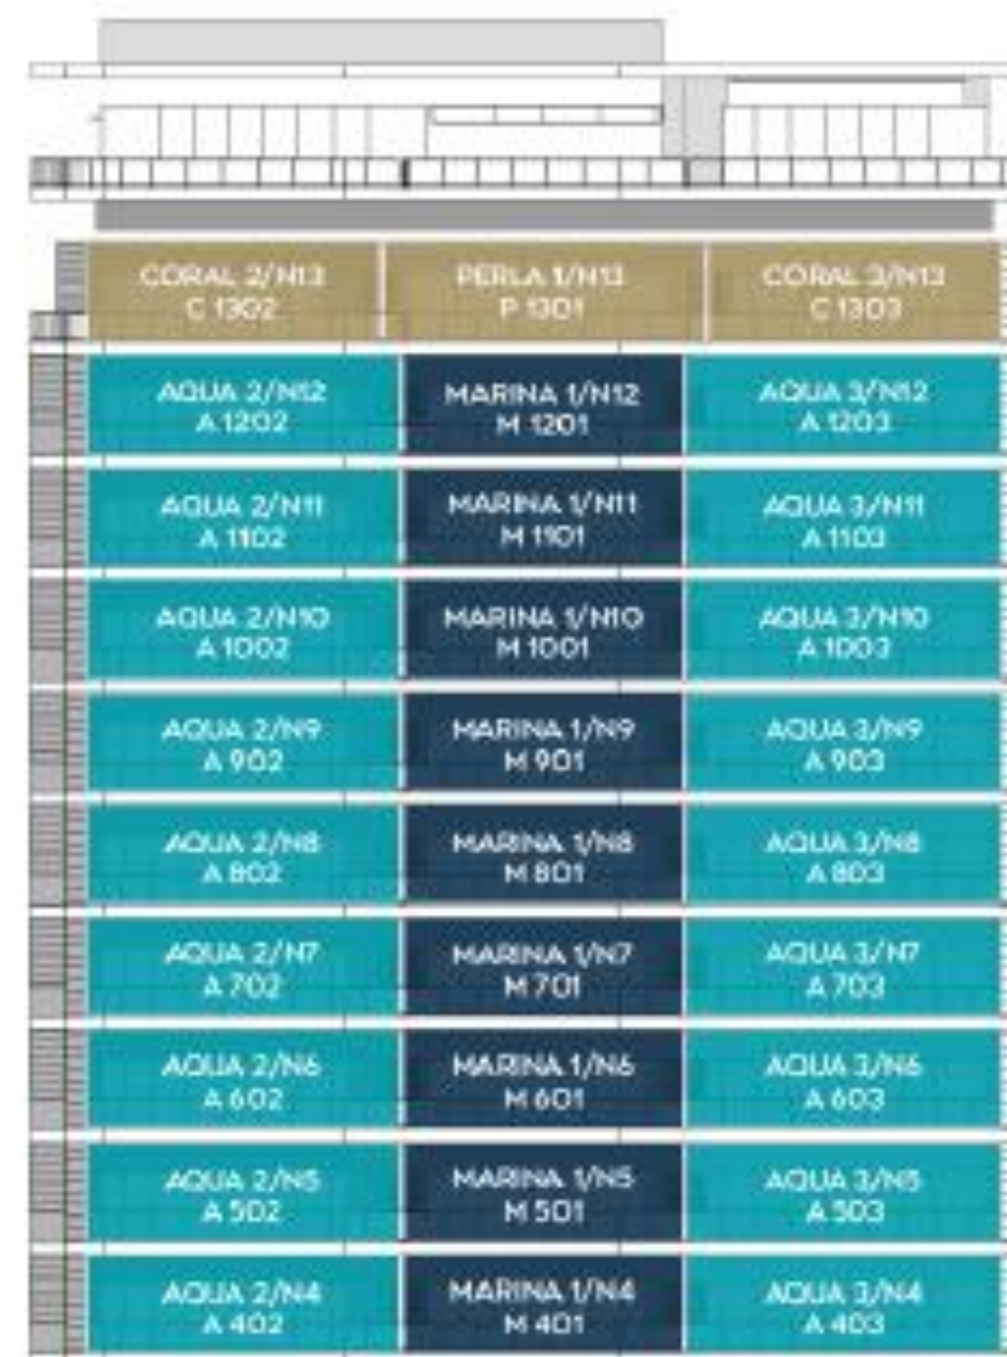 CORAL 2/N13
C 1302
PERLA 1/N13
P 1301
CORAL 3/N13
C 1303
AQUA 2/N12
A 1202
MARINA 1/N12
M 1201
AQUA 3/N12
A 1203
AQUA 2/N11
A 1102
MARINA 1/N11
M 1101
AQUA 3/N11
A 1103
AQUA 2/N10
A 1002
MARINA 1/N10
M 1001
AQUA 3/N10
A 1003
AQUA 2/N9
A 902
MARINA 1/N9
M 901
AQUA 3/N9
A 903
AQUA 2/N8
A 802
MARINA 1/N8
M 801
AQUA 3/N8
A 803
AQUA 2/N7
A 702
MARINA 1/N7
M 701
AQUA 3/N7
A 703
AQUA 2/N6
A 602
MARINA 1/N6
M 601
AQUA 3/N6
A 603
AQUA 2/N5
A 502
MARINA 1/N5
M 501
AQUA 3/N5
A 503
AQUA 2/N4
A 402
MARINA 1/N4
M 401
AQUA 3/N4
A 403